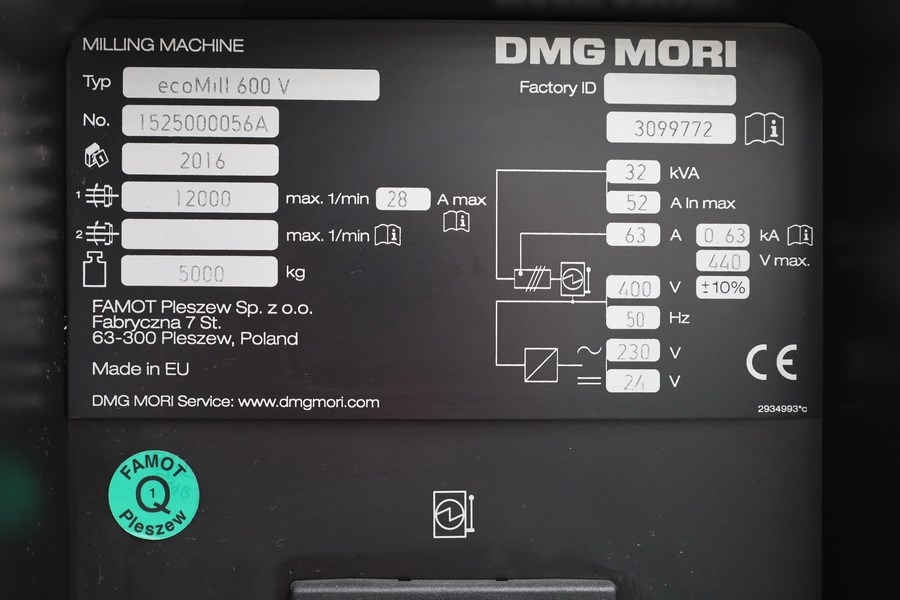 MILLING MACHINE
DMG MORI
Typ ecoMill 600 V
Factory ID
No. 1525000056A
3099772
2016
1 12000 max. 1/min 28 A max
2 max. 1/min
5000 kg
32 kVA
52 A In max
63 A 0.63 kA
440 V max.
400 V ±10%
50 Hz
~ 230 V
24 V
FAMOT Pleszew Sp. z o.o.
Fabryczna 7 St.
63-300 Pleszew, Poland
Made in EU
CE
DMG MORI Service: www.dmgmori.com
2934993*c
FAMOT
1
Q
Pleszew